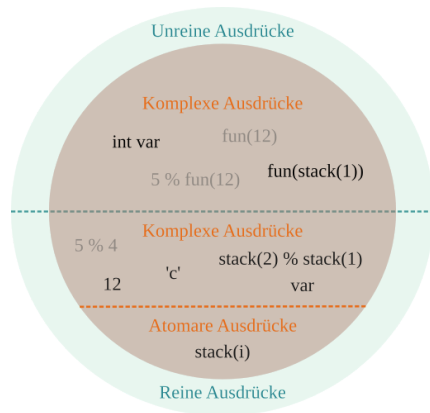 Unreine Ausdrücke
Komplexe Ausdrücke
int var
fun(12)
5 % fun(12)
fun(stack(1))
Komplexe Ausdrücke
5 % 4
12
'c'
stack(2) % stack(1)
var
Atomare Ausdrücke
stack(i)
Reine Ausdrücke